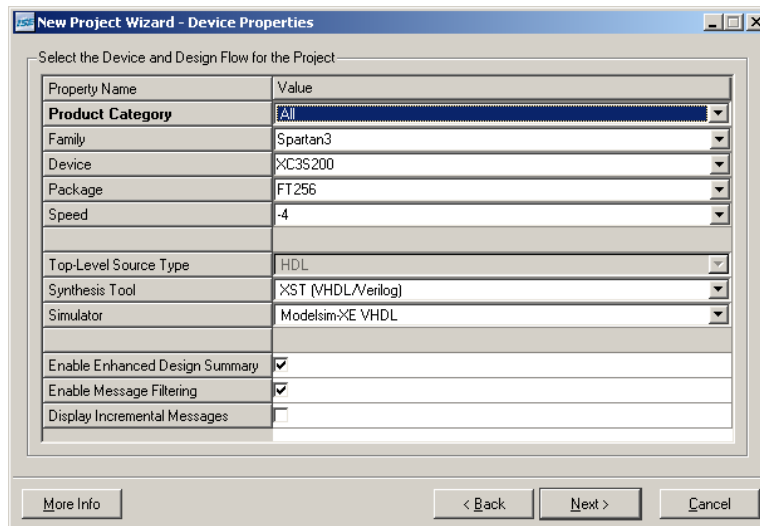 ISE New Project Wizard - Device Properties
Select the Device and Design Flow for the Project
Property Name Value
Product Category All
Family Spartan3
Device XC3S200
Package FT256
Speed -4
Top-Level Source Type HDL
Synthesis Tool XST (VHDL/Verilog)
Simulator Modelsim-XE VHDL
Enable Enhanced Design Summary
Enable Message Filtering
Display Incremental Messages
More Info < Back Next > Cancel